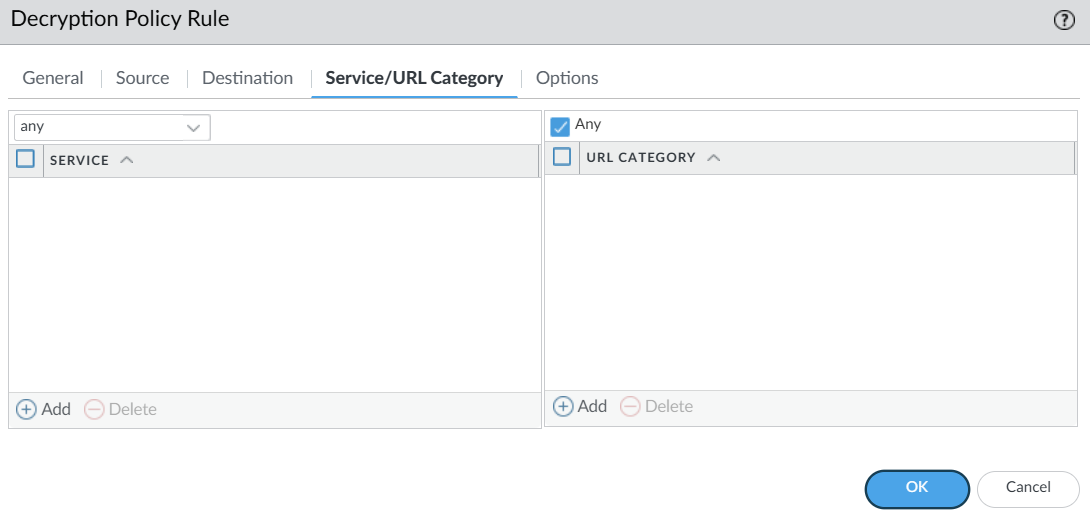 Decryption Policy Rule
General Source Destination Service/URL Category Options
any
SERVICE
Add Delete
Any
URL CATEGORY
Add Delete
OK Cancel